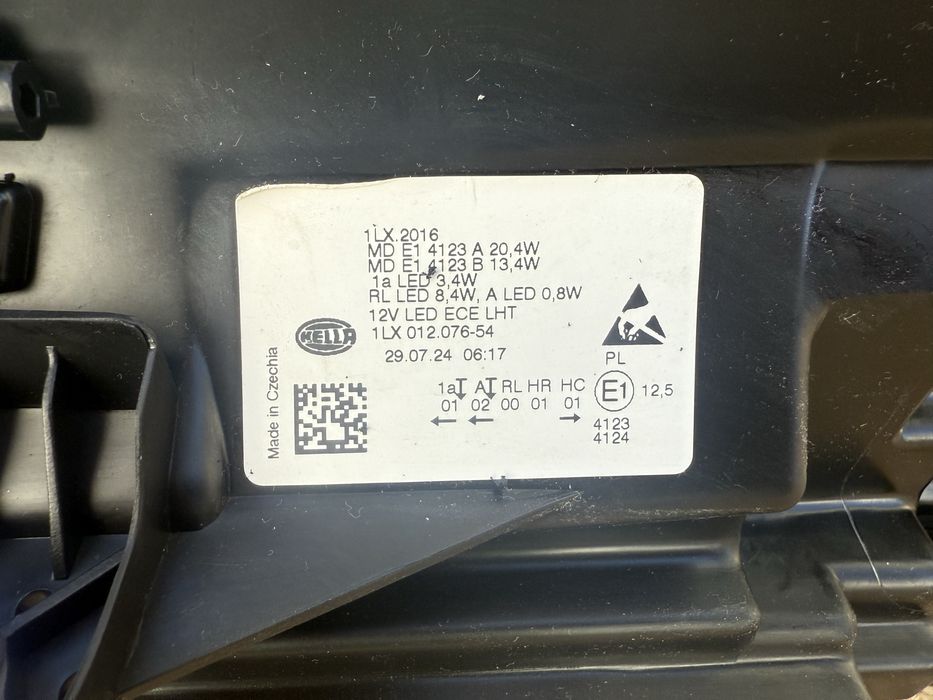 1LX.2016
MD E1 4123 A 20,4W
MD E1 4123 B 13,4W
1a LED 3,4W
RL LED 8,4W, A LED 0,8W
12V LED ECE LHT
HELLA
1LX 012.076-54
29.07.24 06:17
PL
Made in Czechia
1a A RL HR HC
01 02 00 01 01
E1 12,5
4123
4124